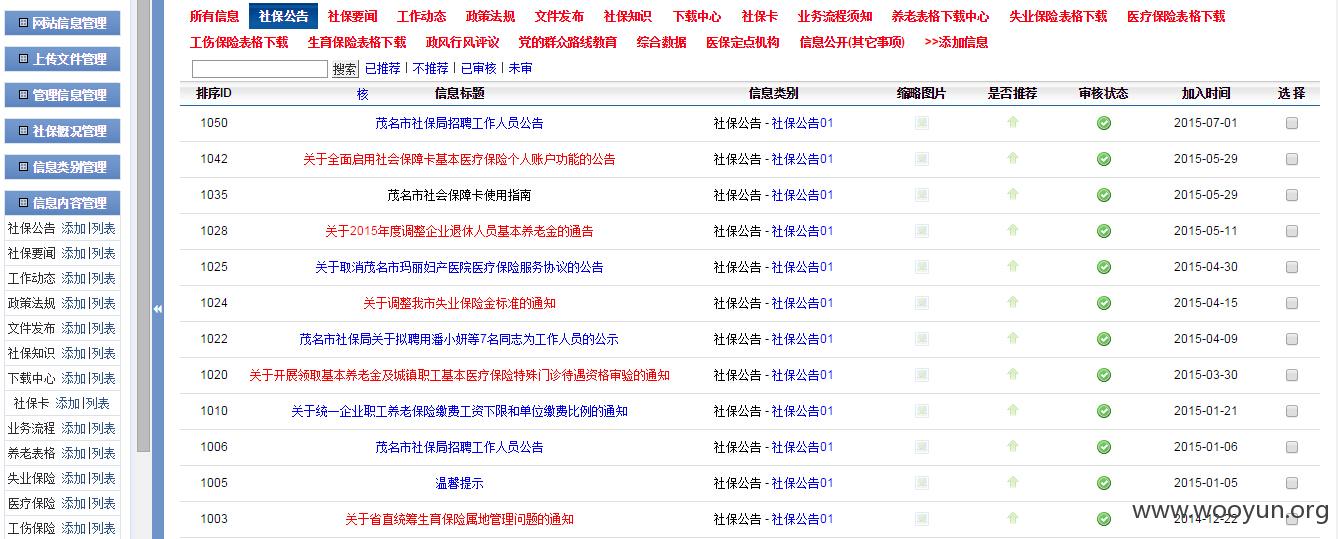 网站信息管理
上传文件管理
管理信息管理
社保概况管理
信息类别管理
信息内容管理
社保公告 添加|列表
社保要闻 添加|列表
工作动态 添加|列表
政策法规 添加|列表
文件发布 添加|列表
社保知识 添加|列表
下载中心 添加|列表
社保卡 添加|列表
业务流程 添加|列表
养老表格 添加|列表
失业保险 添加|列表
医疗保险 添加|列表
工伤保险 添加|列表
所有信息 社保公告 社保要闻 工作动态 政策法规 文件发布 社保知识 下载中心 社保卡 业务流程须知 养老表格下载中心 失业保险表格下载 医疗保险表格下载
工伤保险表格下载 生育保险表格下载 政风行风评议 党的群众路线教育 综合数据 医保定点机构 信息公开(其它事项) >>添加信息
搜索 已推荐 | 不推荐 | 已审核 | 未审
核
排序ID 信息标题 信息类别 缩略图片 是否推荐 审核状态 加入时间 选 择
1050 茂名市社保局招聘工作人员公告 社保公告 - 社保公告01 2015-07-01
1042 关于全面启用社会保障卡基本医疗保险个人账户功能的公告 社保公告 - 社保公告01 2015-05-29
1035 茂名市社会保障卡使用指南 社保公告 - 社保公告01 2015-05-29
1028 关于2015年度调整企业退休人员基本养老金的通告 社保公告 - 社保公告01 2015-05-11
1025 关于取消茂名市玛丽妇产医院医疗保险服务协议的公告 社保公告 - 社保公告01 2015-04-30
1024 关于调整我市失业保险金标准的通知 社保公告 - 社保公告01 2015-04-15
1022 茂名市社保局关于拟聘用潘小妍等7名同志为工作人员的公示 社保公告 - 社保公告01 2015-04-09
1020 关于开展领取基本养老金及城镇职工基本医疗保险特殊门诊待遇资格审验的通知 社保公告 - 社保公告01 2015-03-30
1010 关于统一企业职工养老保险缴费工资下限和单位缴费比例的通知 社保公告 - 社保公告01 2015-01-21
1006 茂名市社保局招聘工作人员公告 社保公告 - 社保公告01 2015-01-06
1005 温馨提示 社保公告 - 社保公告01 2015-01-05
1003 关于省直统筹生育保险属地管理问题的通知 社保公告 - 社保公告01 2014-12-22
www.wooyun.org